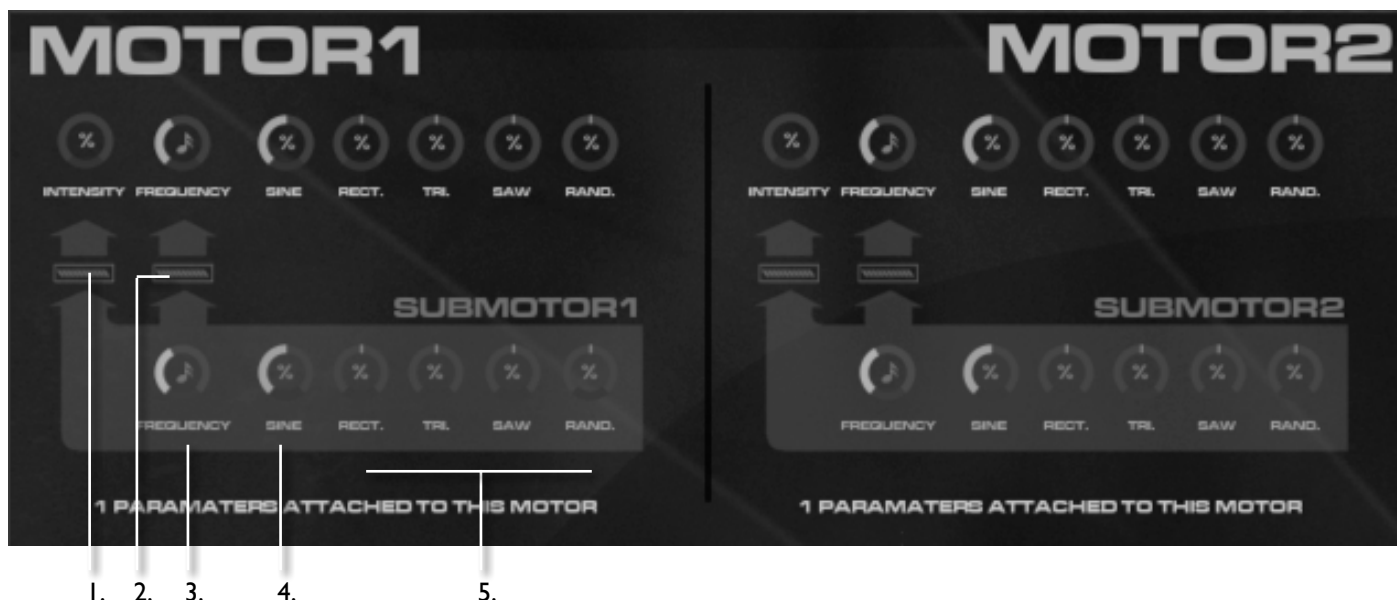 MOTOR1
MOTOR2
% % % % % %
INTENSITY FREQUENCY SINE RECT. TRI. SAW RAND.
% % % % % %
INTENSITY FREQUENCY SINE RECT. TRI. SAW RAND.
SUBMOTOR1
% % % % %
FREQUENCY SINE RECT. TRI. SAW RAND.
SUBMOTOR2
% % % % %
FREQUENCY SINE RECT. TRI. SAW RAND.
1 PARAMATERS ATTACHED TO THIS MOTOR
1 PARAMATERS ATTACHED TO THIS MOTOR
1. 2. 3. 4. 5.